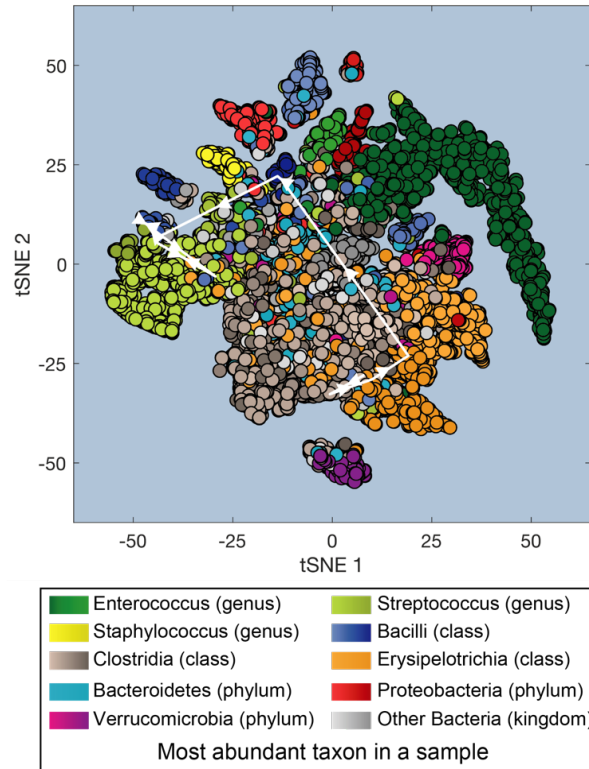 50
25
0
-25
-50
tSNE 2
-50 -25 0 25 50
tSNE 1
Enterococcus (genus) Streptococcus (genus)
Staphylococcus (genus) Bacilli (class)
Clostridia (class) Erysipelotrichia (class)
Bacteroidetes (phylum) Proteobacteria (phylum)
Verrucomicrobia (phylum) Other Bacteria (kingdom)
Most abundant taxon in a sample